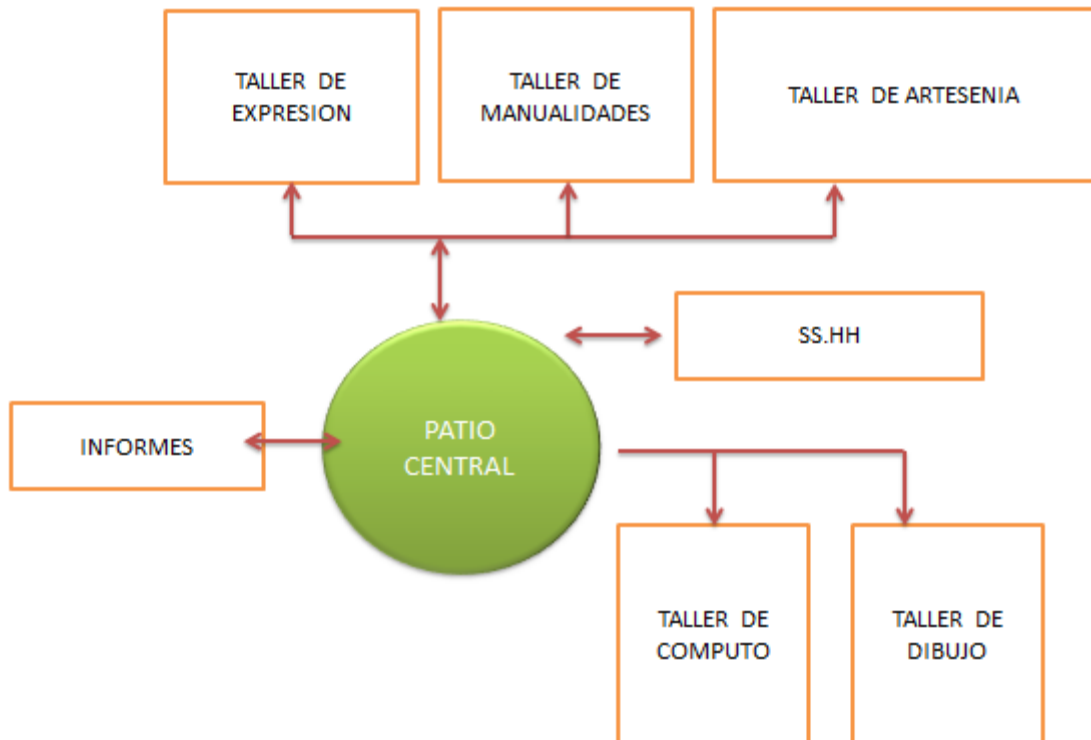 TALLER DE
EXPRESION
TALLER DE
MANUALIDADES
TALLER DE ARTESENIA
SS.HH
INFORMES
PATIO
CENTRAL
TALLER DE
COMPUTO
TALLER DE
DIBUJO